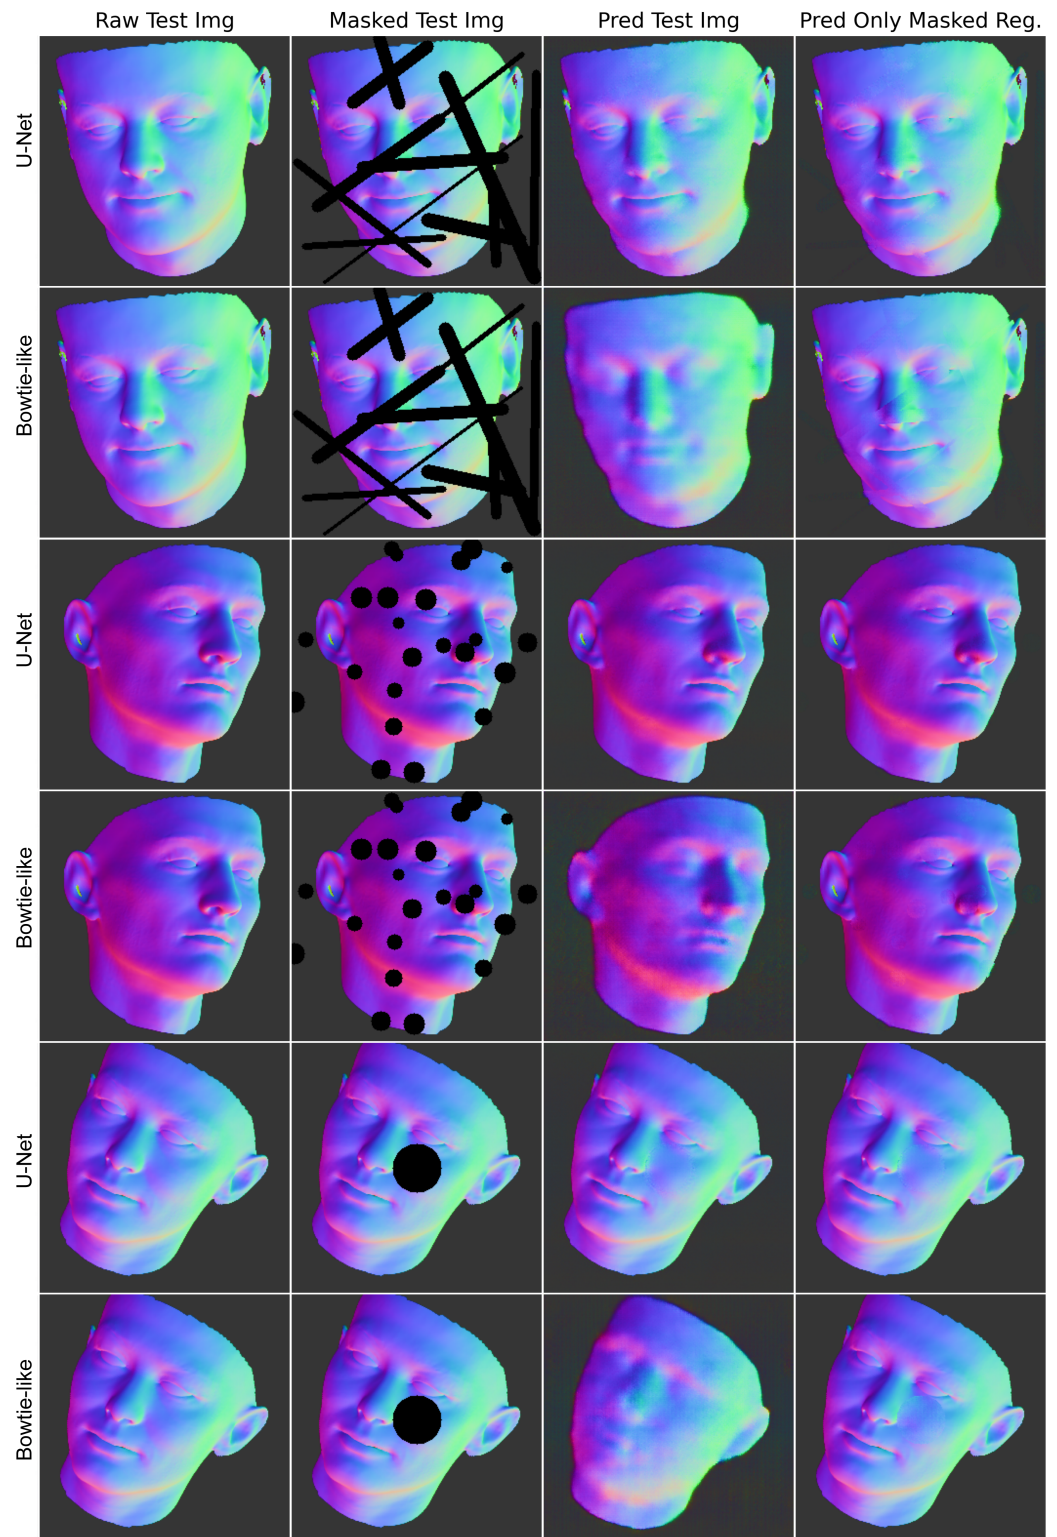 Raw Test Img
Masked Test Img
Pred Test Img
Pred Only Masked Reg.
U-Net
Bowtie-like
U-Net
Bowtie-like
U-Net
Bowtie-like